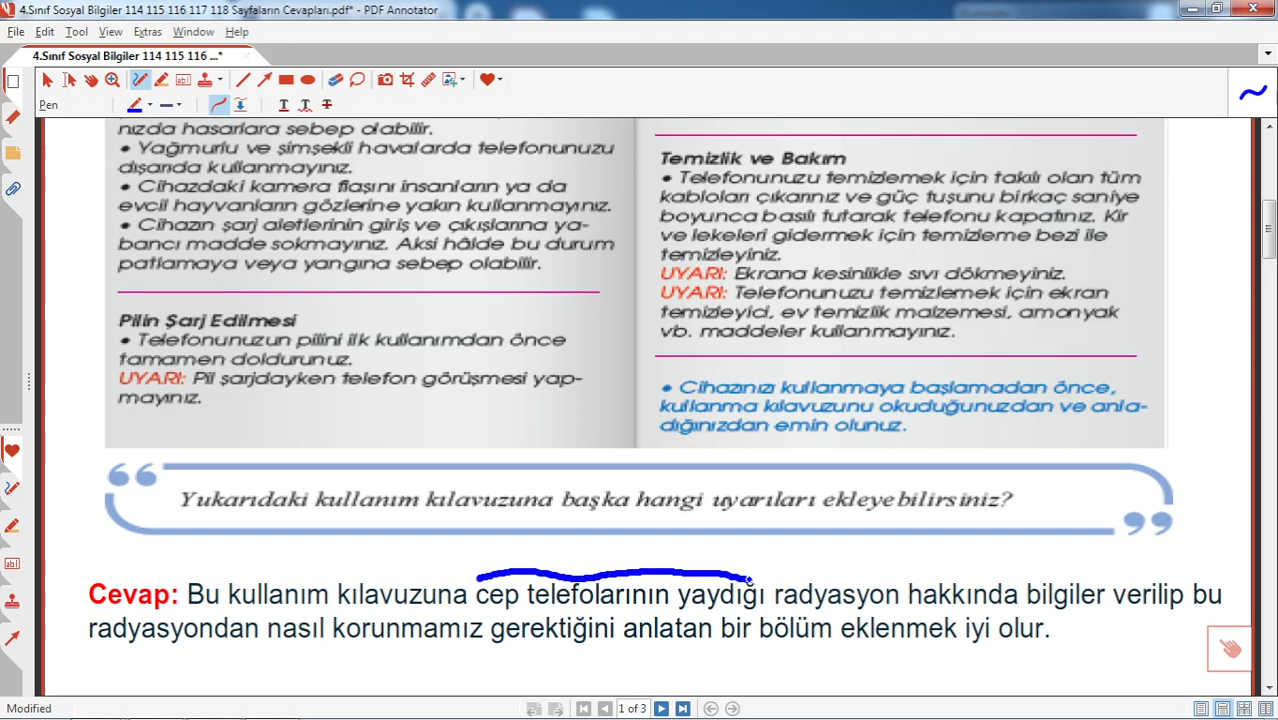 4.Sınıf Sosyal Bilgiler 114 115 116 117 118 Sayfaların Cevapları.pdf* - PDF Annotator
File Edit Tool View Extras Window Help
4.Sınıf Sosyal Bilgiler 114 115 116 ...*
Pen
nızda hasarlara sebep olabilir.
• Yağmurlu ve şimşekli havalarda telefonunuzu
dışarıda kullanmayınız.
• Cihazdaki kamera flaşını insanların ya da
evcil hayvanların gözlerine yakın kullanmayınız.
• Cihazın şarj aletlerinin giriş ve çıkışlarına ya-
bancı madde sokmayınız. Aksi hâlde bu durum
patlamaya veya yangına sebep olabilir.
Pilin Şarj Edilmesi
• Telefonunuzun pilini ilk kullanımdan önce
tamamen doldurunuz.
UYARI: Pil şarjdayken telefon görüşmesi yap-
mayınız.
Temizlik ve Bakım
• Telefonunuzu temizlemek için takılı olan tüm
kabloları çıkarınız ve güç tuşunu birkaç saniye
boyunca basılı tutarak telefonu kapatınız. Kir
ve lekeleri gidermek için temizleme bezi ile
temizleyiniz.
UYARI: Ekrana kesinlikle sıvı dökmeyiniz.
UYARI: Telefonunuzu temizlemek için ekran
temizleyici, ev temizlik malzemesi, amonyak
vb. maddeler kullanmayınız.
• Cihazınızı kullanmaya başlamadan önce,
kullanma kılavuzunu okuduğunuzdan ve anla-
dığınızdan emin olunuz.
Yukarıdaki kullanım kılavuzuna başka hangi uyarıları ekleyebilirsiniz?
Cevap: Bu kullanım kılavuzuna cep telefolarının yaydığı radyasyon hakkında bilgiler verilip bu
radyasyondan nasıl korunmamız gerektiğini anlatan bir bölüm eklenmek iyi olur.
Modified
1 of 3